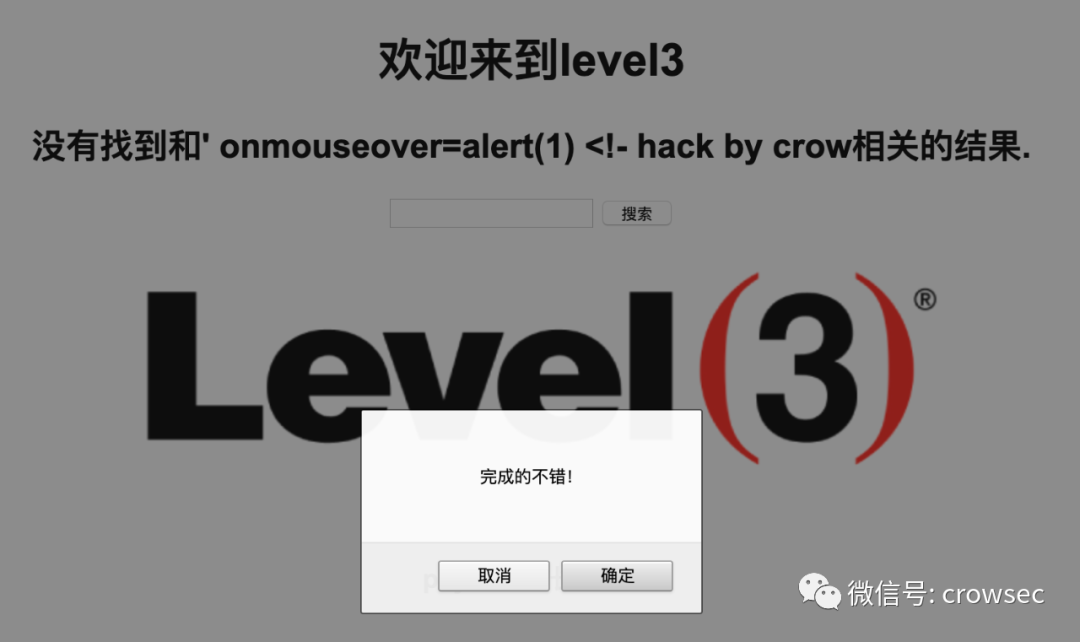 欢迎来到level3
没有找到和' onmouseover=alert(1) <!- hack by crow相关的结果.
搜索
Level(3)®
完成的不错!
取消 确定
微信号: crowsec